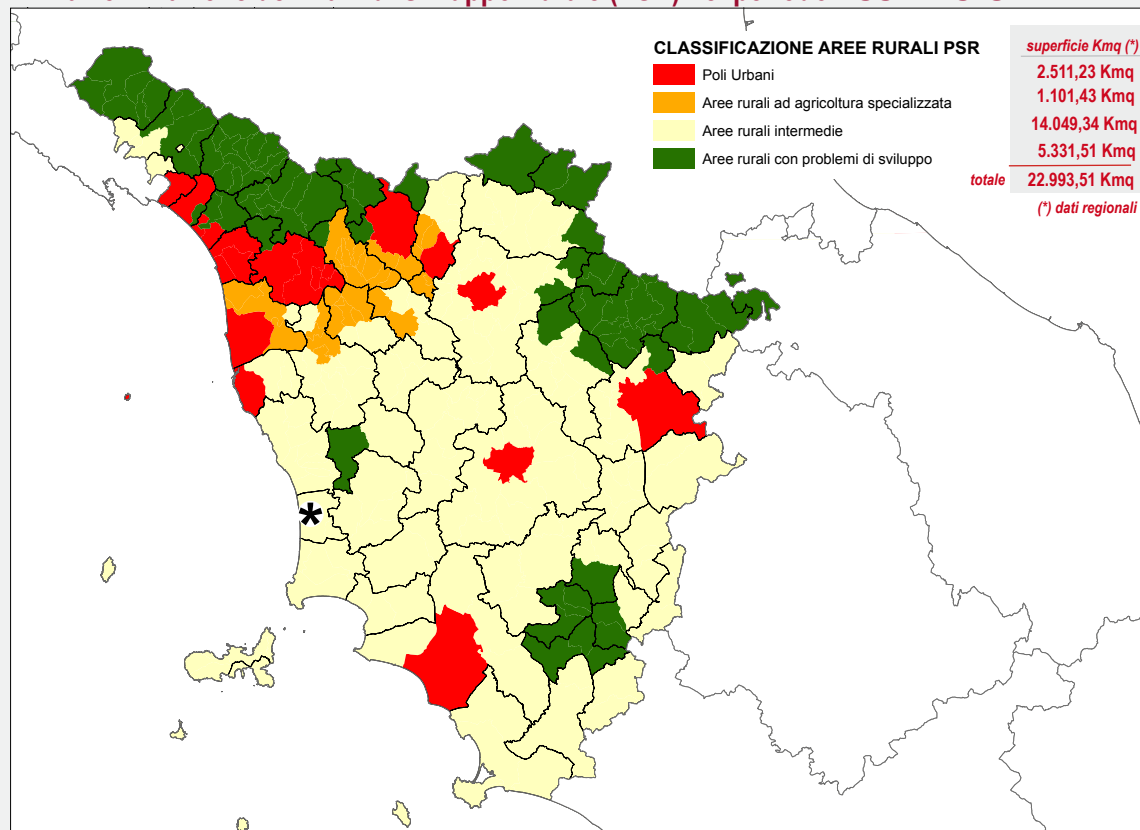 CLASSIFICAZIONE AREE RURALI PSR
superficie Kmq (*)
Poli Urbani
2.511,23 Kmq
Aree rurali ad agricoltura specializzata
1.101,43 Kmq
Aree rurali intermedie
14.049,34 Kmq
Aree rurali con problemi di sviluppo
5.331,51 Kmq
totale 22.993,51 Kmq
(*) dati regionali
*